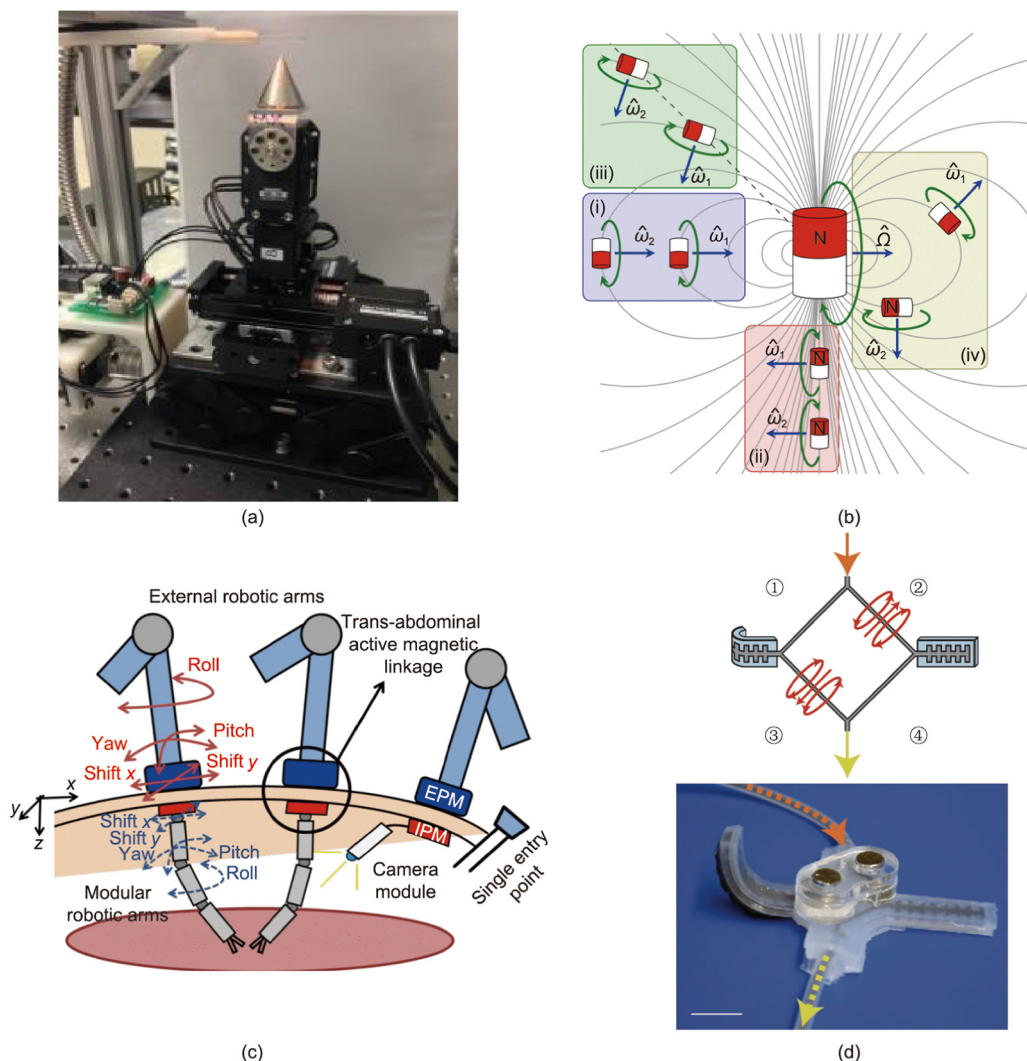 (a)
(iii)
ω̂₂
ω̂₁
(i)
ω̂₂
ω̂₁
N
Ω̂
ω̂₁
N
ω̂₂
(iv)
ω̂₁
N
ω̂₂
N
(ii)
(b)
External robotic arms
Trans-abdominal
active magnetic
linkage
Roll
Pitch
Yaw
Shift y
Shift x
x
y
z
EPM
IPM
Shift x
Shift y
Yaw
Pitch
Roll
Modular
robotic arms
Camera
module
Single entry
point
(c)
①
②
③
④
(d)